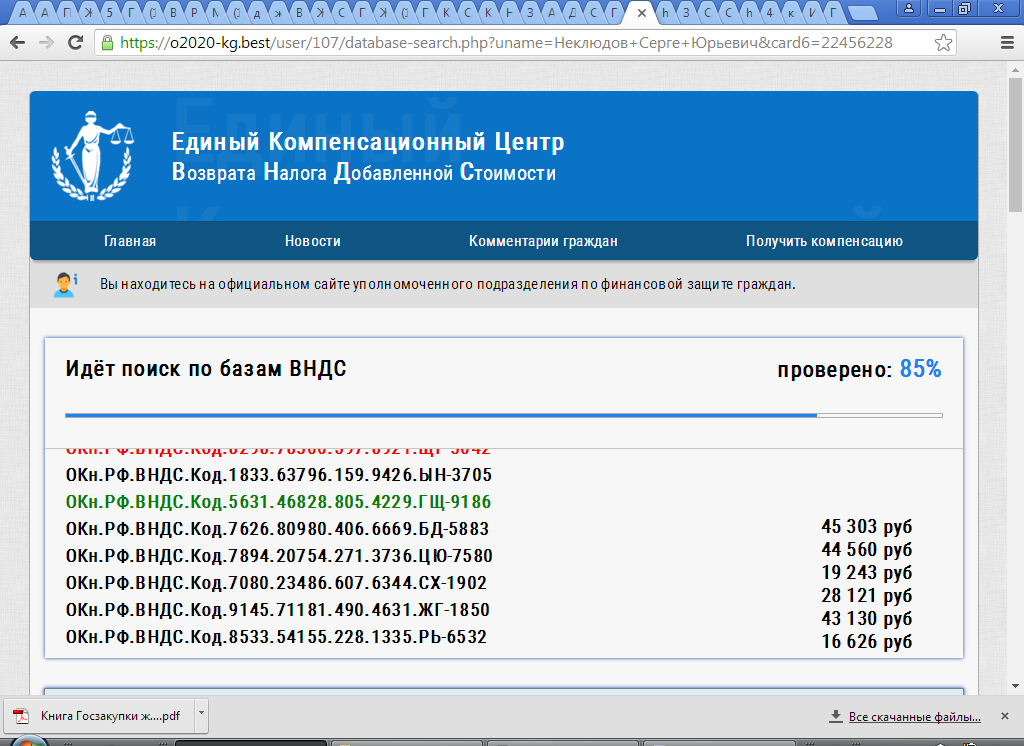 А А Г Ж 5 Г (З В Р М (З д ж В Ж С Г Ж (З Г К С К Н З А Д С Г h З С С h 4 к И Г
https://o2020-kg.best/user/107/database-search.php?uname=Неклюдов+Серге+Юрьевич&card6=22456228
Единый Компенсационный Центр
Возврата Налога Добавленной Стоимости
Главная Новости Комментарии граждан Получить компенсацию
Вы находитесь на официальном сайте уполномоченного подразделения по финансовой защите граждан.
Идёт поиск по базам ВНДС проверено: 85%
ОКн.РФ.ВНДС.Код.1833.63796.159.9426.ЫН-3705
ОКн.РФ.ВНДС.Код.5631.46828.805.4229.ГЩ-9186
ОКн.РФ.ВНДС.Код.7626.80980.406.6669.БД-5883
ОКн.РФ.ВНДС.Код.7894.20754.271.3736.ЦЮ-7580
ОКн.РФ.ВНДС.Код.7080.23486.607.6344.СХ-1902
ОКн.РФ.ВНДС.Код.9145.71181.490.4631.ЖГ-1850
ОКн.РФ.ВНДС.Код.8533.54155.228.1335.РЬ-6532
45 303 руб
44 560 руб
19 243 руб
28 121 руб
43 130 руб
16 626 руб
Книга Госзакупки ж....pdf Все скачанные файлы...